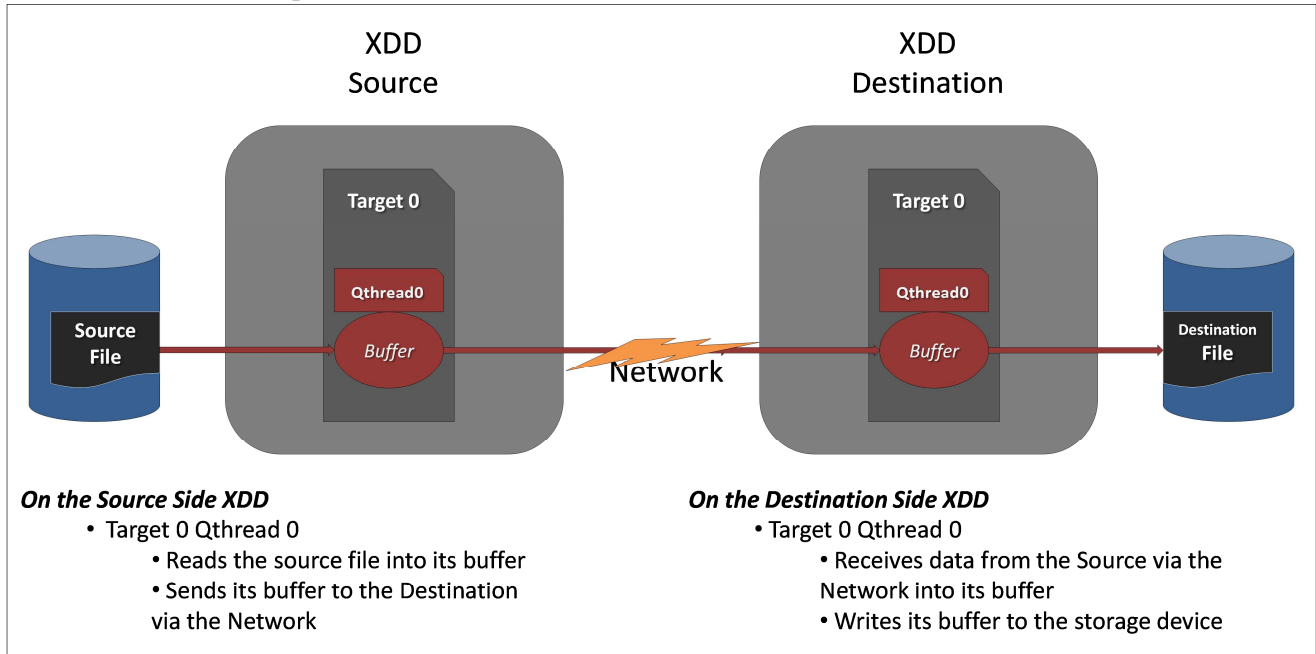 XDD
Source
XDD
Destination
Target 0
Target 0
Qthread0
Qthread0
Source
File
Buffer
Network
Buffer
Destination
File
On the Source Side XDD
• Target 0 Qthread 0
• Reads the source file into its buffer
• Sends its buffer to the Destination
via the Network
On the Destination Side XDD
• Target 0 Qthread 0
• Receives data from the Source via the
Network into its buffer
• Writes its buffer to the storage device